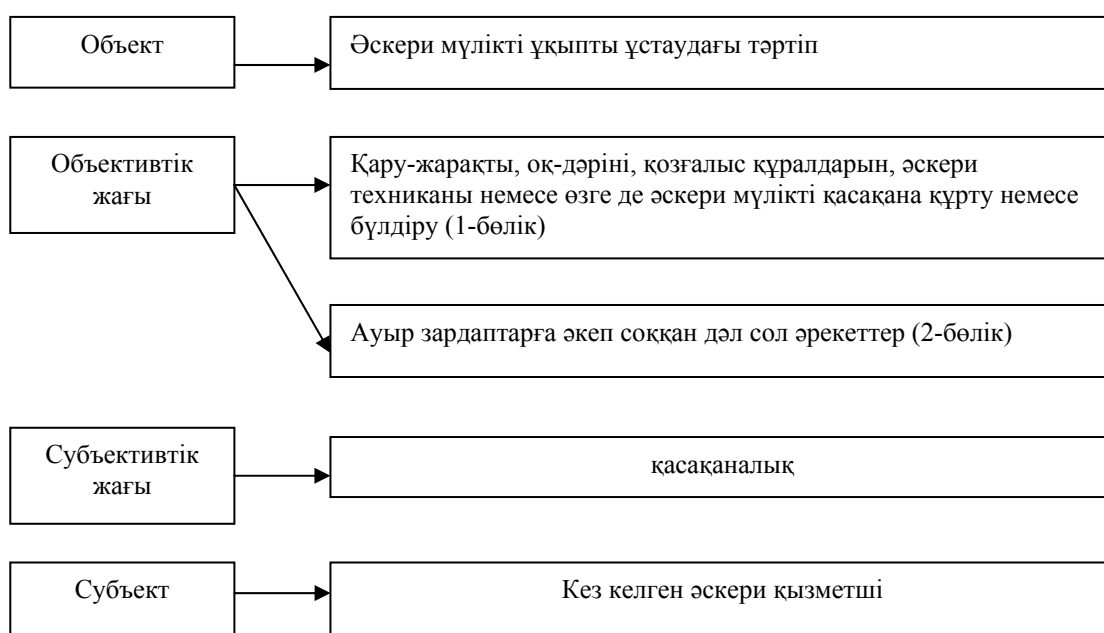 Объект
Әскери мүлікті ұқыпты ұстаудағы тәртіп
Объективтік
жағы
Қару-жарақты, оқ-дәріні, қозғалыс құралдарын, әскери
техниканы немесе өзге де әскери мүлікті қасақана құрту немесе
бүлдіру (1-бөлік)
Ауыр зардаптарға әкеп соққан дәл сол әрекеттер (2-бөлік)
Субъективтік
жағы
қасақаналық
Субъект
Кез келген әскери қызметші